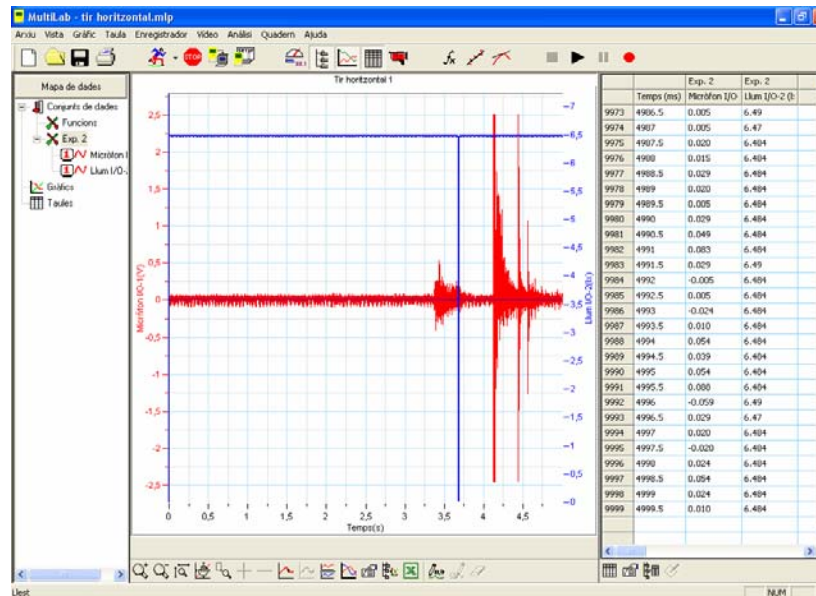 MultiLab - tir horitzontal.mlp
Arxiu Vista Gràfic Taula Enregistrador Vídeo Anàlisi Quadern Ajuda
Mapa de dades
Conjunts de dades
Funcions
Exp. 2
Micròfon I
Llum I/O-
Gràfics
Taules
Tir horitzontal 1
Micròfon I/O-1(V)
2,5
2
1,5
1
0,5
0
-0,5
-1
-1,5
-2
-2,5
0 0,5 1 1,5 2 2,5 3 3,5 4 4,5
Temps(s)
7
6,5
6
5,5
5
4,5
4
3,5
3
2,5
2
1,5
1
0,5
0
Llum I/O-2(lx)
Exp. 2 Exp. 2
Temps (ms) Micròfon I/O- Llum I/O-2 (l:
9973 4986.5 0.005 6.49
9974 4987 0.005 6.47
9975 4987.5 0.020 6.484
9976 4988 0.015 6.484
9977 4988.5 0.029 6.484
9978 4989 0.020 6.484
9979 4989.5 0.005 6.484
9980 4990 0.029 6.484
9981 4990.5 0.049 6.484
9982 4991 0.083 6.484
9983 4991.5 0.029 6.49
9984 4992 -0.005 6.484
9985 4992.5 0.005 6.484
9986 4993 -0.024 6.484
9987 4993.5 0.010 6.484
9988 4994 0.054 6.484
9989 4994.5 0.039 6.484
9990 4995 0.054 6.484
9991 4995.5 0.080 6.484
9992 4996 -0.059 6.49
9993 4996.5 0.029 6.47
9994 4997 0.020 6.484
9995 4997.5 -0.020 6.484
9996 4998 0.024 6.484
9997 4998.5 0.054 6.484
9998 4999 0.024 6.484
9999 4999.5 0.010 6.484
Llest
NUM